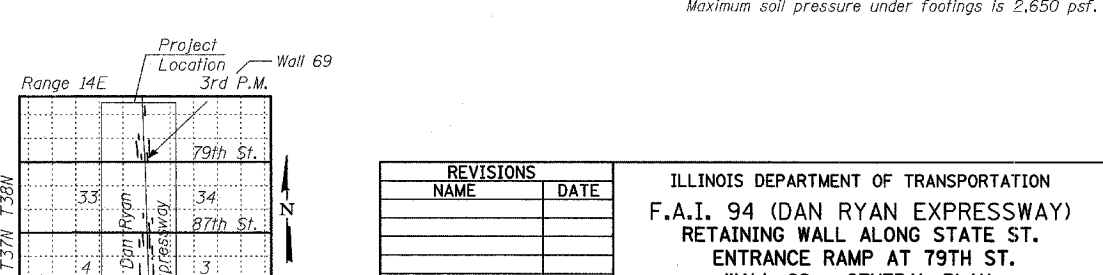 Maximum soil pressure under footings is 2,650 psf.
Project
Location
Wall 69
Range 14E
3rd P.M.
79th St.
T38N
33
34
87th St.
T37N
4
3
Dan Ryan
REVISIONS
NAME DATE
N
ILLINOIS DEPARTMENT OF TRANSPORTATION
F.A.I. 94 (DAN RYAN EXPRESSWAY)
RETAINING WALL ALONG STATE ST.
ENTRANCE RAMP AT 79TH ST.